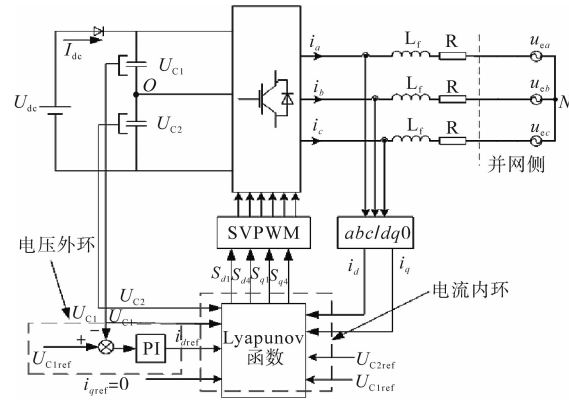 I_dc
U_dc
U_C1
O
U_C2
i_a
i_b
i_c
L_f
R
u_ea
L_f
R
u_eb
N
L_f
R
u_ec
并网侧
SVPWM
abc/dq0
电压外环
S_d1
S_d4
S_q1
S_q4
i_d
i_q
电流内环
U_C2
U_C1
U_C1
−
+
U_C1ref
PI
i_dref
Lyapunov
函数
U_C2ref
U_C1ref
i_qref=0